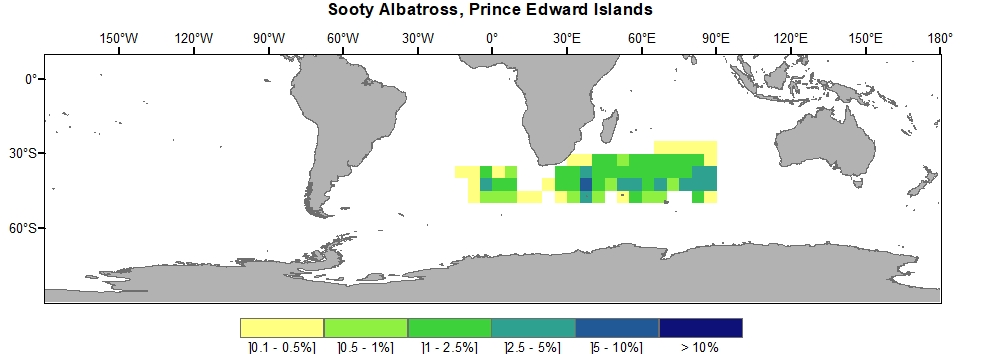 Sooty Albatross, Prince Edward Islands
150°W 120°W 90°W 60°W 30°W 0° 30°E 60°E 90°E 120°E 150°E 180°
0°
30°S
60°S
]0.1 - 0.5%] ]0.5 - 1%] ]1 - 2.5%] ]2.5 - 5%] ]5 - 10%] > 10%